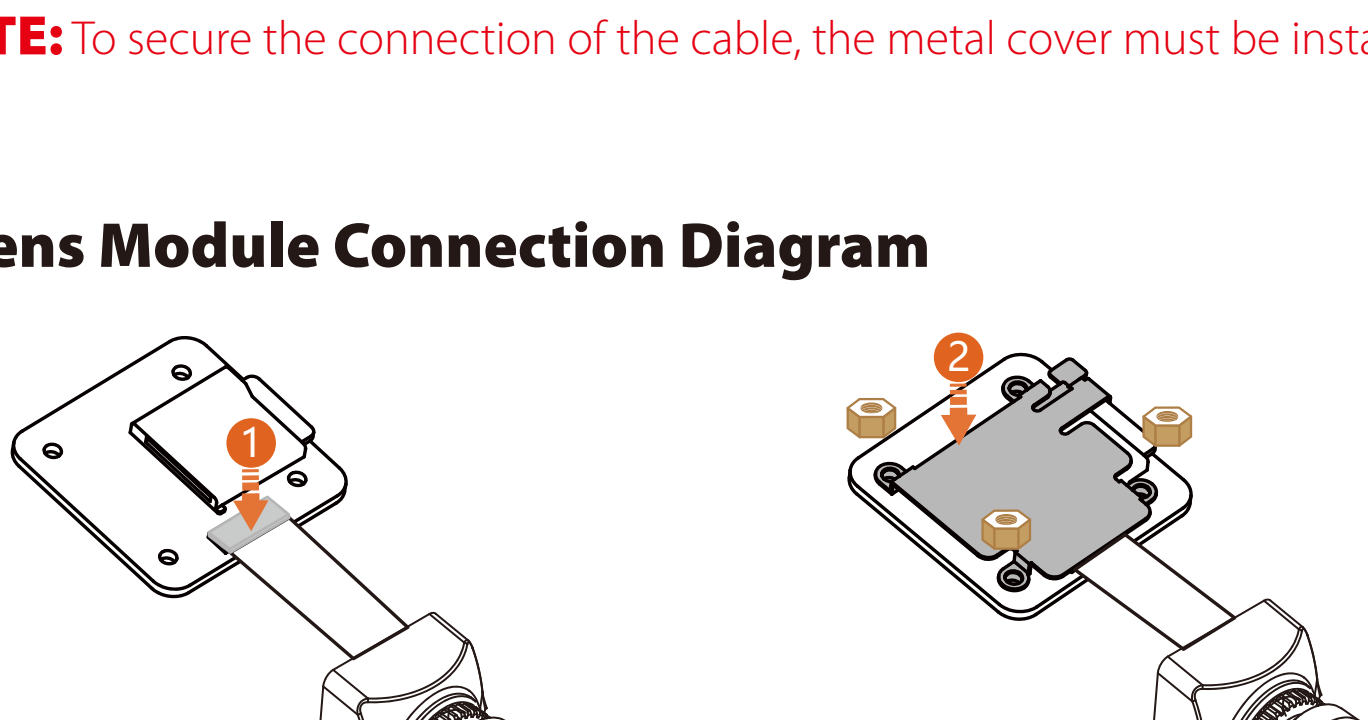 TE: To secure the connection of the cable, the metal cover must be insta
ens Module Connection Diagram
1
2